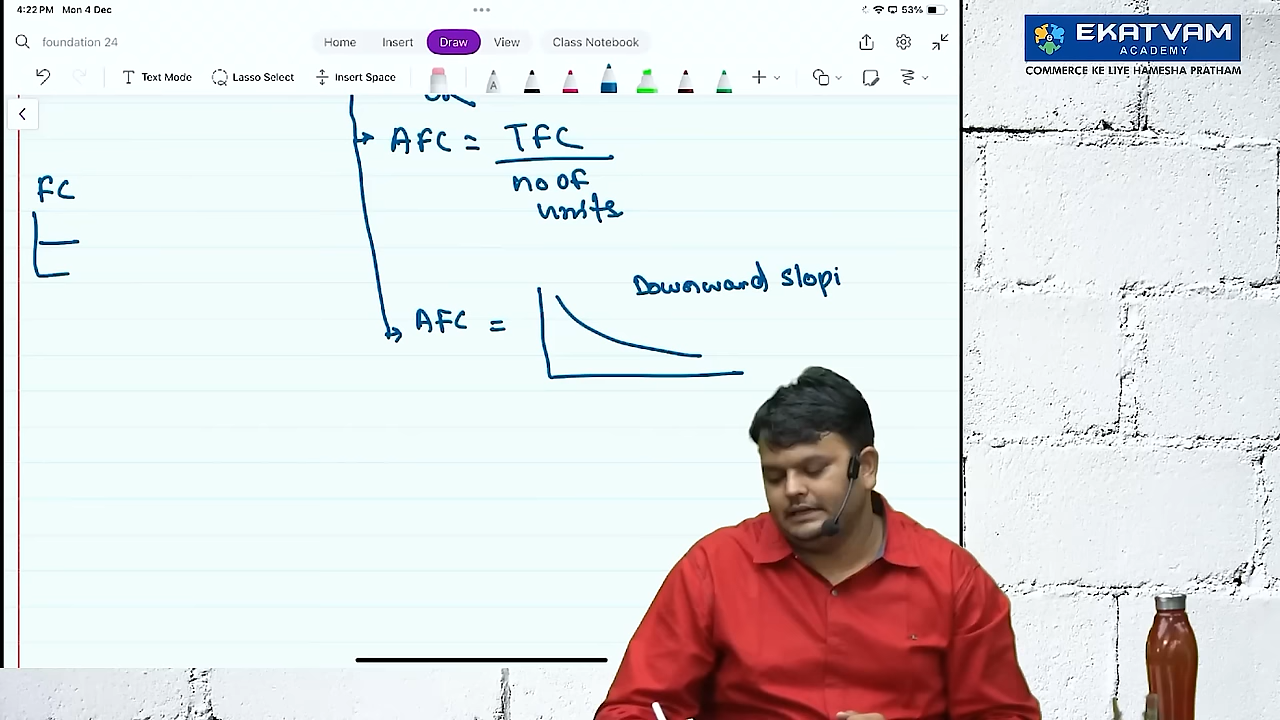 4:22 PM Mon 4 Dec
53%
foundation 24
Home Insert Draw View Class Notebook
Text Mode Lasso Select Insert Space
EKATVAM
ACADEMY
COMMERCE KE LIYE HAMESHA PRATHAM
AFC = TFC
no of
units
FC
Downward slopi
AFC =